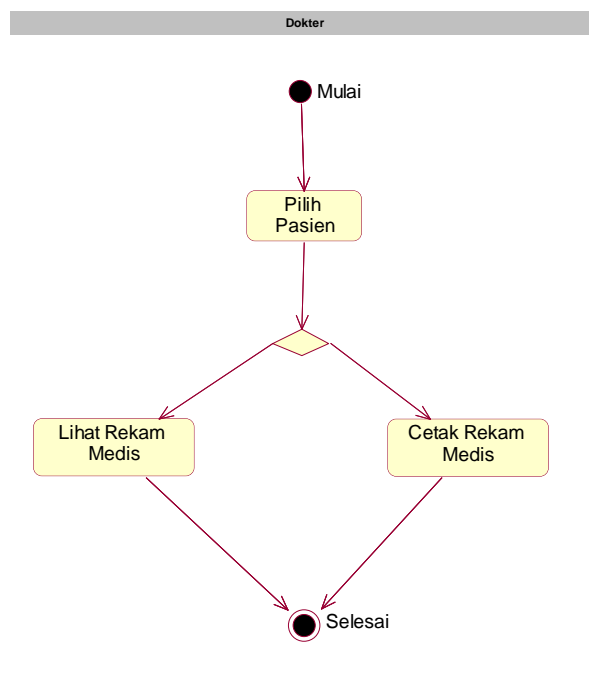 Dokter
Mulai
Pilih
Pasien
Lihat Rekam
Medis
Cetak Rekam
Medis
Selesai